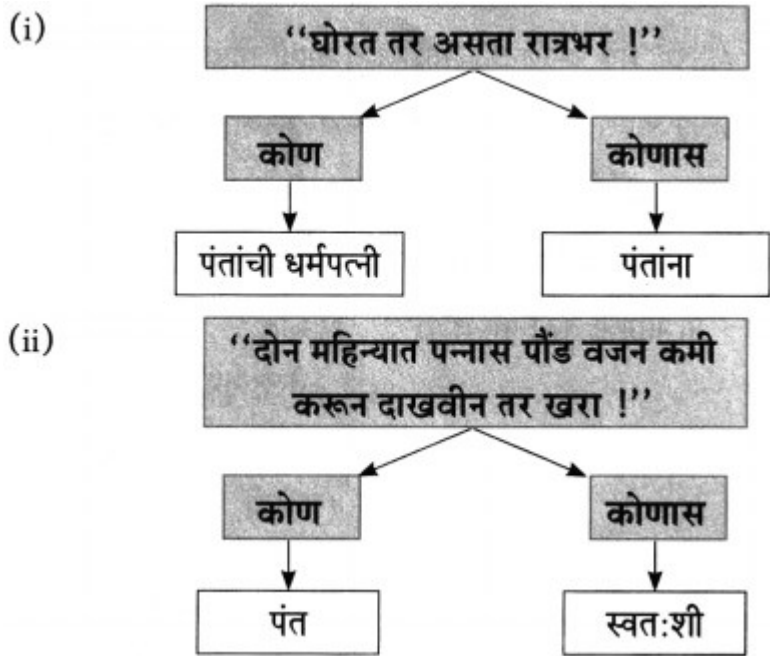 (i)
“घोरत तर असता रात्रभर !”
कोण
कोणास
पंतांची धर्मपत्नी
पंतांना
(ii)
“दोन महिन्यात पन्नास पौंड वजन कमी
करून दाखवीन तर खरा !”
कोण
कोणास
पंत
स्वत:शी